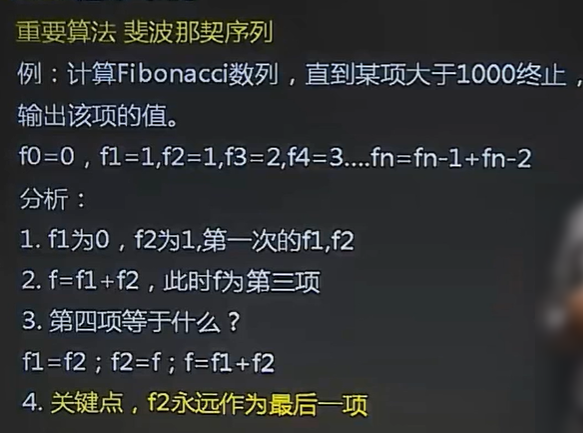 重要算法 斐波那契序列
例：计算Fibonacci数列，直到某项大于1000终止，
输出该项的值。
f0=0，f1=1,f2=1,f3=2,f4=3....fn=fn-1+fn-2
分析：
1. f1为0，f2为1,第一次的f1,f2
2. f=f1+f2，此时f为第三项
3. 第四项等于什么？
f1=f2；f2=f；f=f1+f2
4. 关键点，f2永远作为最后一项